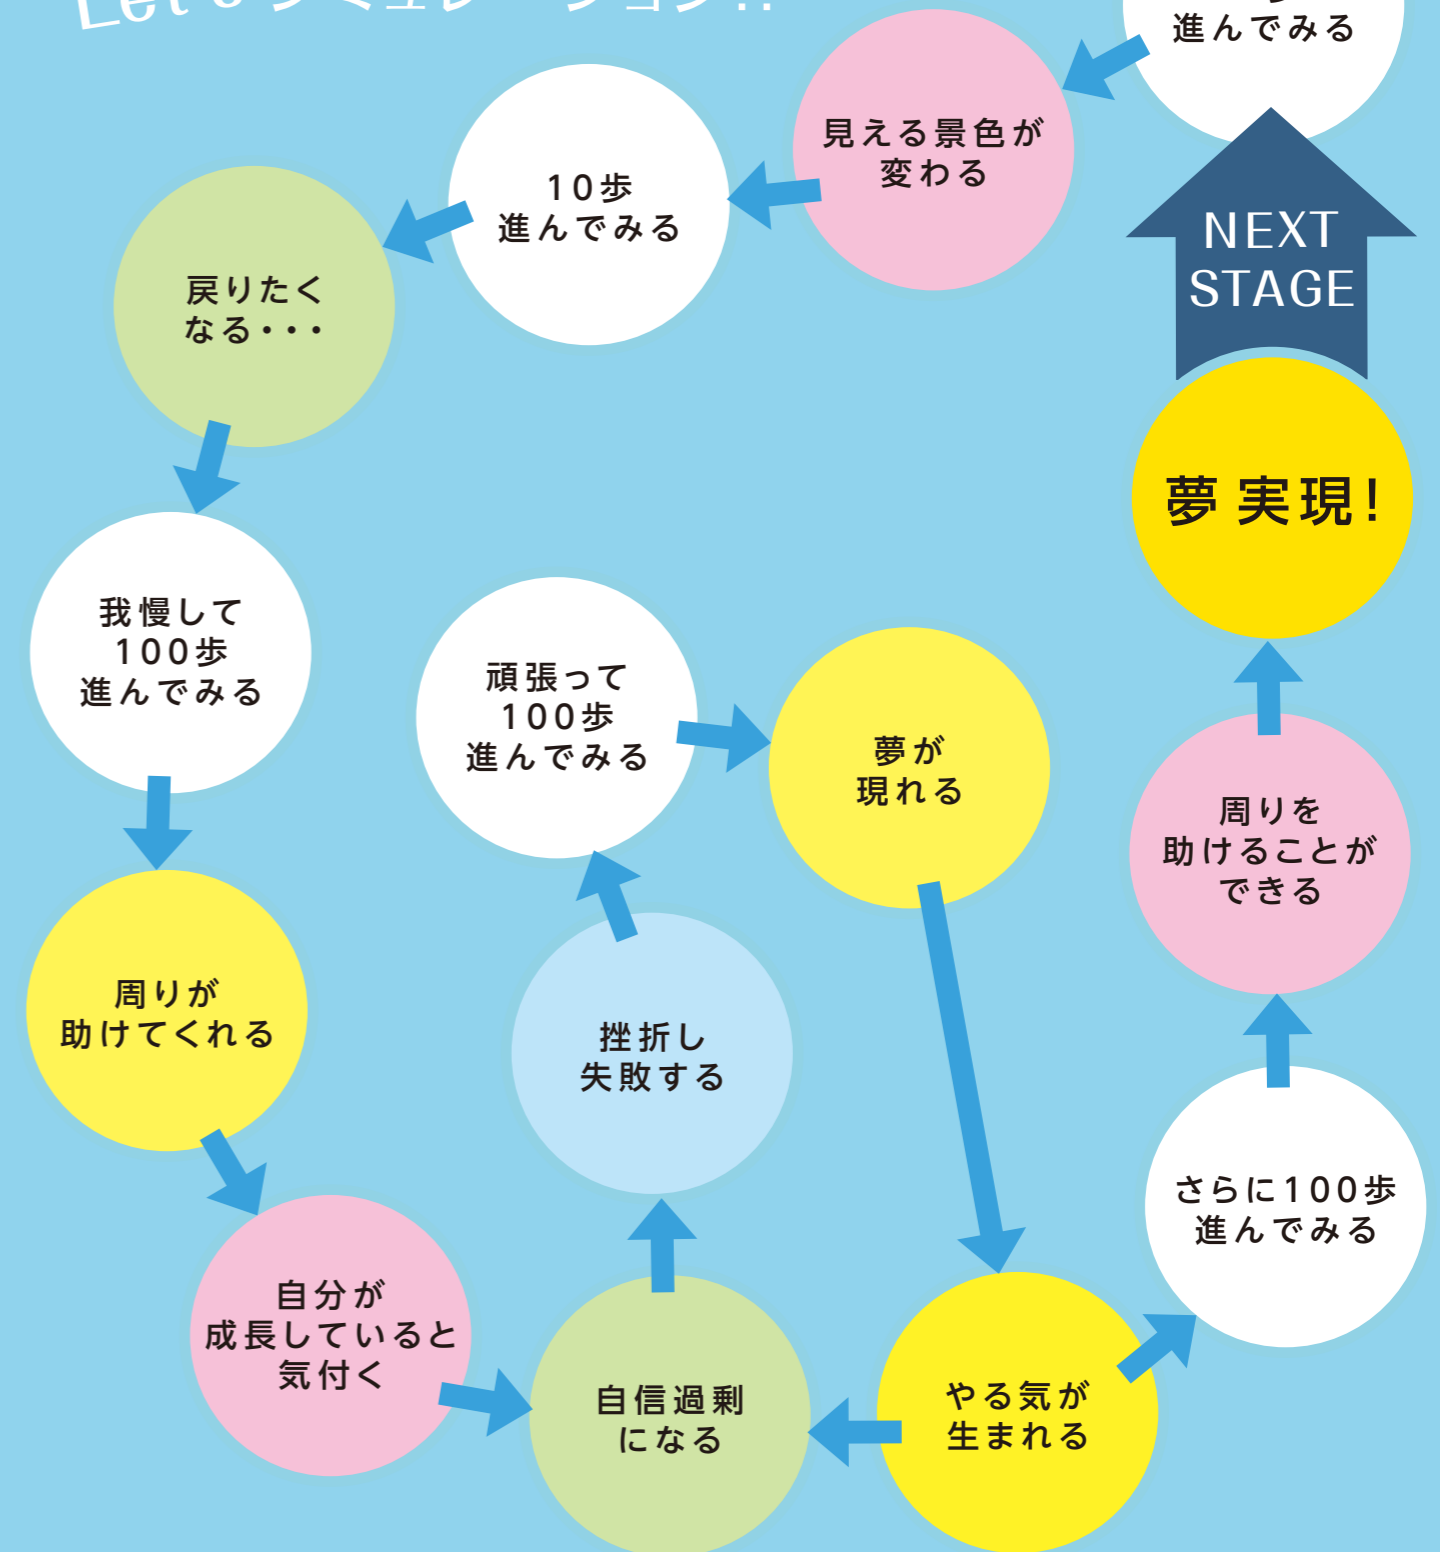 進んでみる
見える景色が
変わる
10歩
進んでみる
戻りたく
なる・・・
我慢して
100歩
進んでみる
周りが
助けてくれる
自分が
成長していると
気付く
自信過剰
になる
挫折し
失敗する
頑張って
100歩
進んでみる
夢が
現れる
やる気が
生まれる
さらに100歩
進んでみる
周りを
助けることが
できる
夢 実現!
NEXT
STAGE